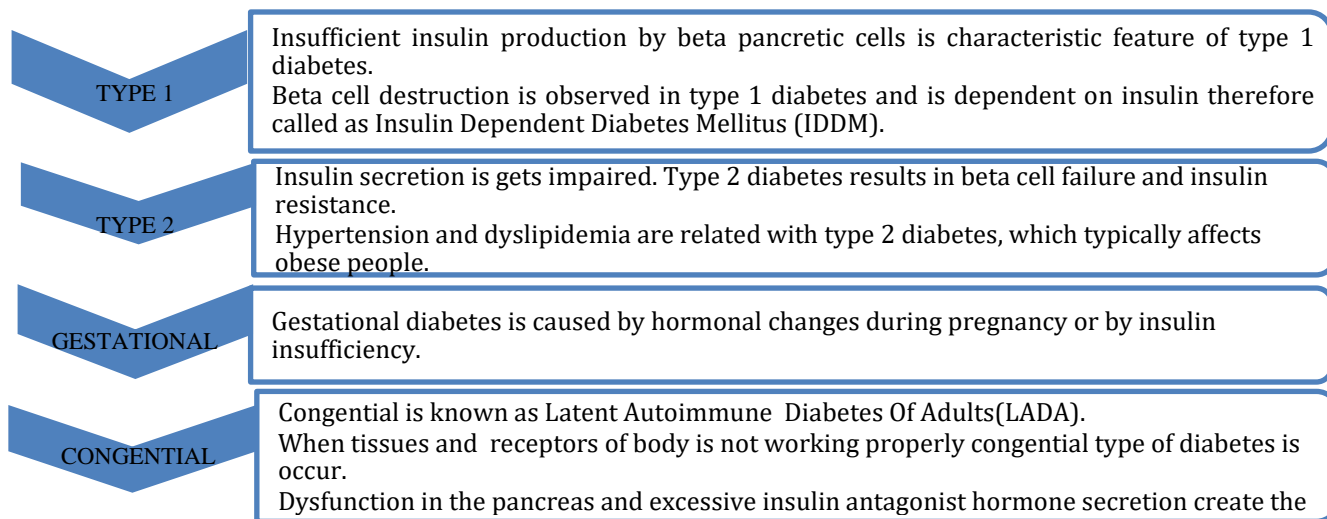 TYPE 1
Insufficient insulin production by beta pancretic cells is characteristic feature of type 1
diabetes.
Beta cell destruction is observed in type 1 diabetes and is dependent on insulin therefore
called as Insulin Dependent Diabetes Mellitus (IDDM).
TYPE 2
Insulin secretion is gets impaired. Type 2 diabetes results in beta cell failure and insulin
resistance.
Hypertension and dyslipidemia are related with type 2 diabetes, which typically affects
obese people.
GESTATIONAL
Gestational diabetes is caused by hormonal changes during pregnancy or by insulin
insufficiency.
CONGENTIAL
Congential is known as Latent Autoimmune Diabetes Of Adults(LADA).
When tissues and receptors of body is not working properly congential type of diabetes is
occur.
Dysfunction in the pancreas and excessive insulin antagonist hormone secretion create the